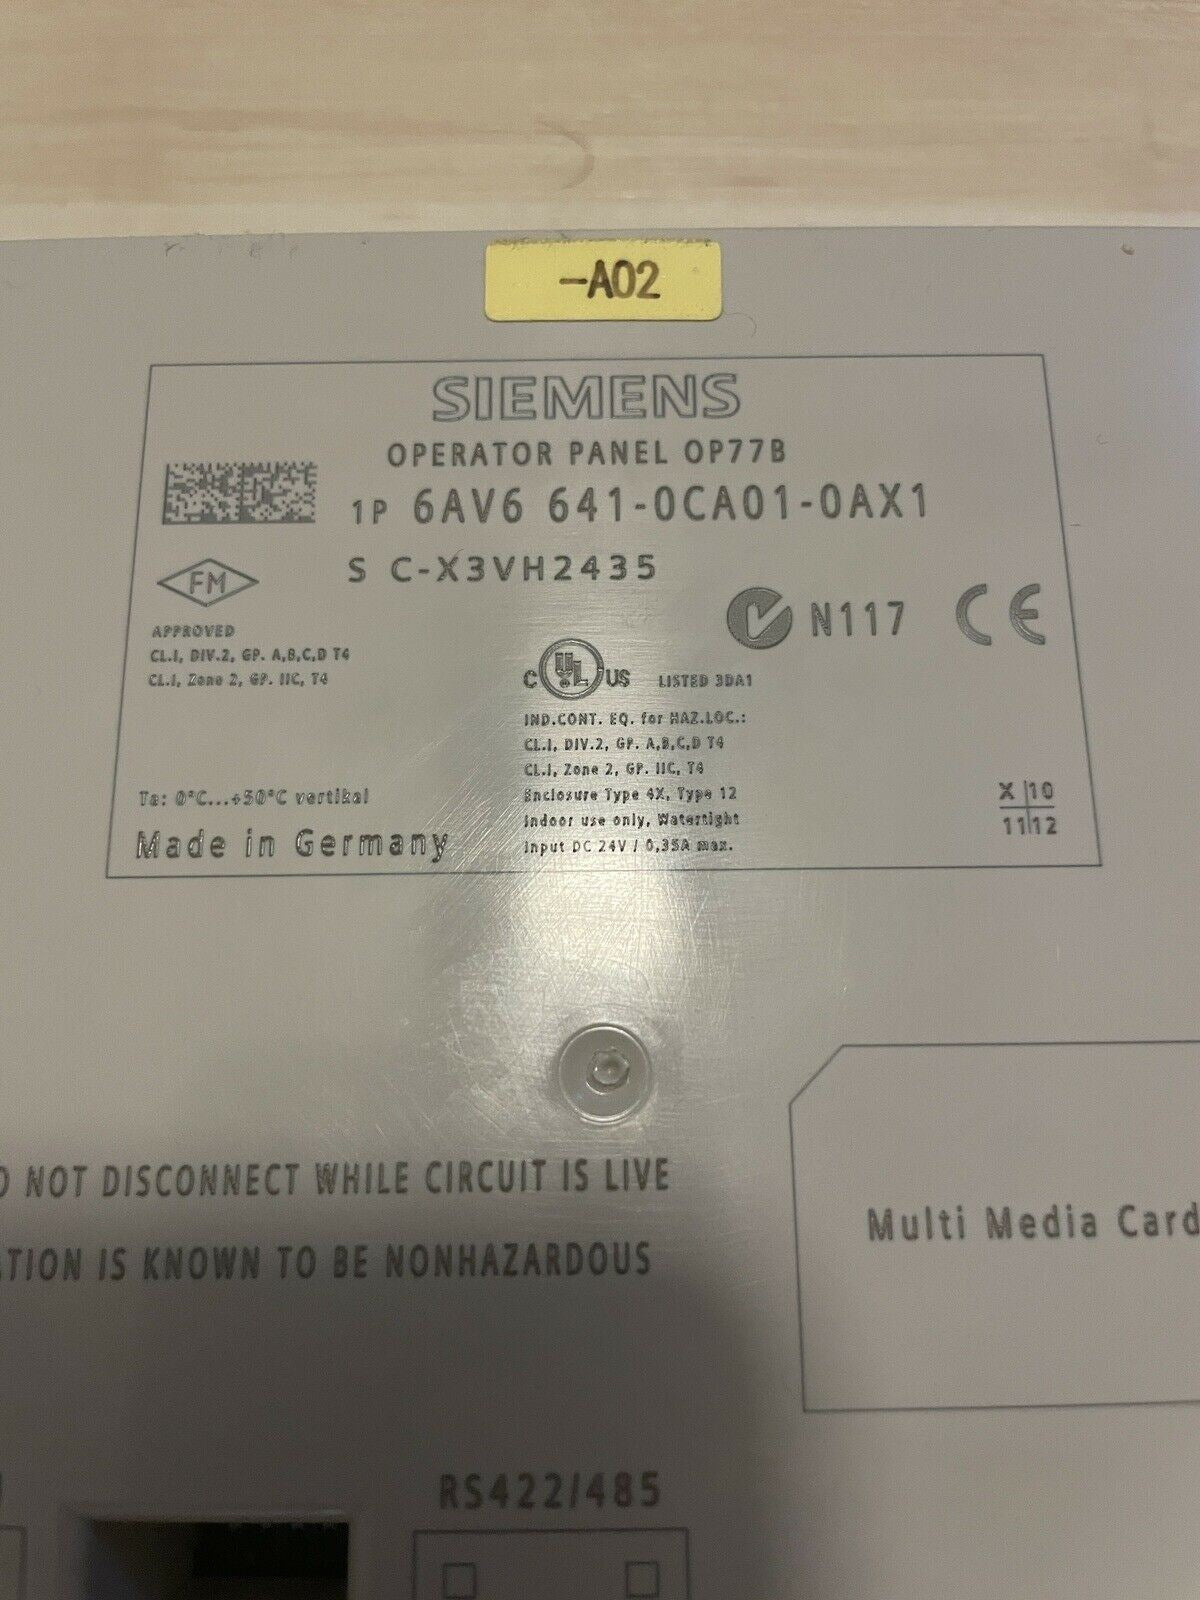 -A02
SIEMENS
OPERATOR PANEL OP77B
1P 6AV6 641-0CA01-0AX1
S C-X3VH2435
FM
APPROVED
CL.I, DIV.2, GP. A,B,C,D T4
CL.I, Zone 2, GP. IIC, T4
N117 CE
C UL US LISTED 3DA1
IND.CONT. EQ. for HAZ.LOC.:
CL.I, DIV.2, GP. A,B,C,D T4
CL.I, Zone 2, GP. IIC, T4
Enclosure Type 4X, Type 12
Indoor use only, Watertight
Input DC 24V / 0,35A max.
Ta: 0°C...+50°C vertikal
Made in Germany
X 10
11 12
NOT DISCONNECT WHILE CIRCUIT IS LIVE
IS KNOWN TO BE NONHAZARDOUS
Multi Media Card
RS422/485